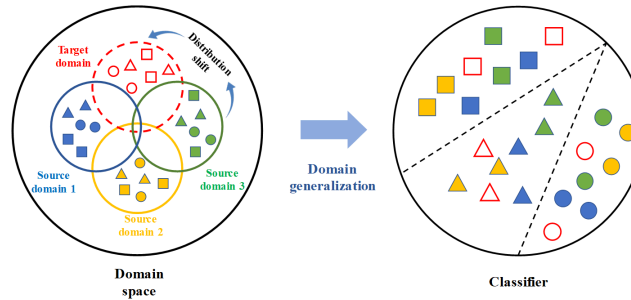 Target
domain
Distribution
shift
Source
domain 1
Source
domain 3
Source
domain 2
Domain
generalization
Domain
space
Classifier